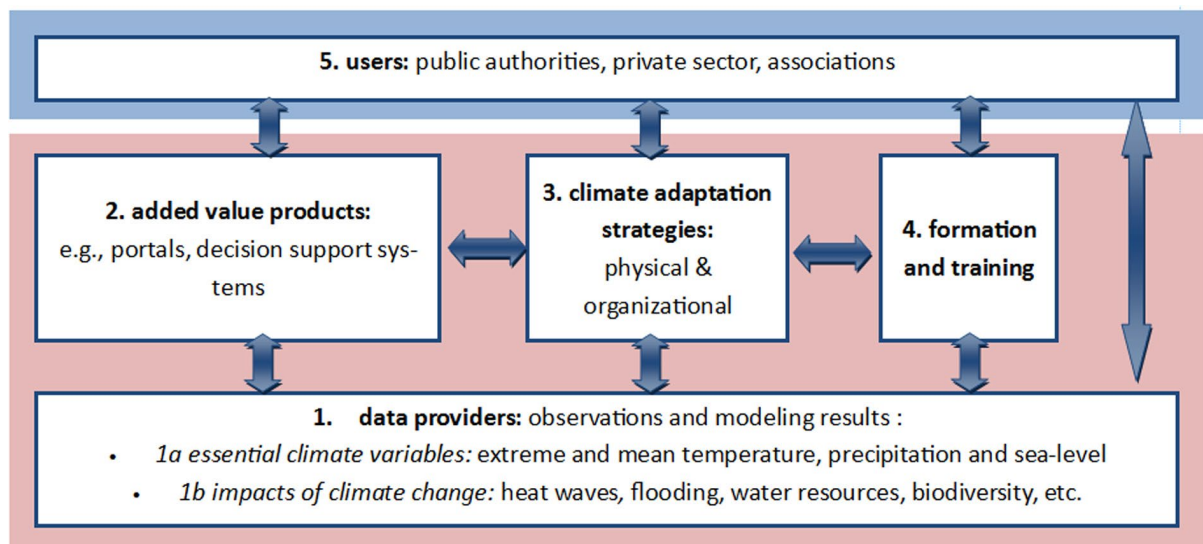 5. users: public authorities, private sector, associations
2. added value products:
e.g., portals, decision support sys-
tems
3. climate adaptation
strategies:
physical &
organizational
4. formation
and training
1. data providers: observations and modeling results :
• 1a essential climate variables: extreme and mean temperature, precipitation and sea-level
• 1b impacts of climate change: heat waves, flooding, water resources, biodiversity, etc.